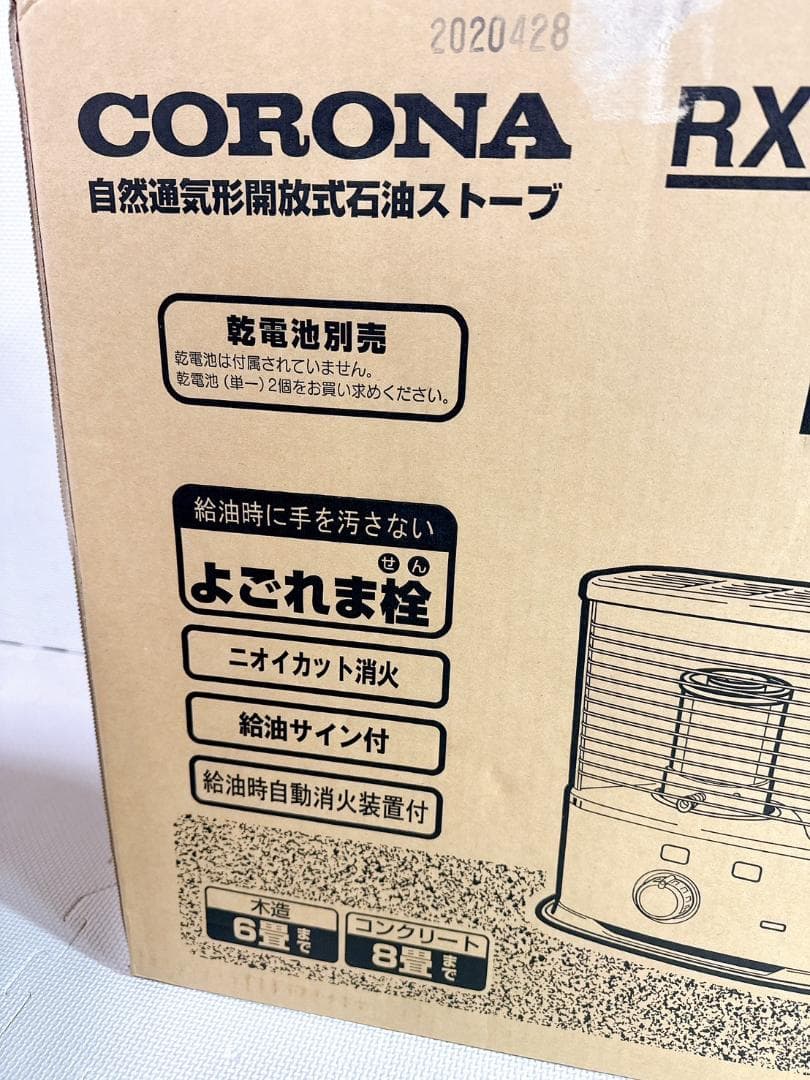 2020428
CORONA
RX
自然通気形開放式石油ストーブ
乾電池別売
乾電池は付属されていません。
乾電池(単一)2個をお買い求めください。
給油時に手を汚さない
せん
よごれま栓
ニオイカット消火
給油サイン付
給油時自動消火装置付
木造
6畳まで
コンクリート
8畳まで